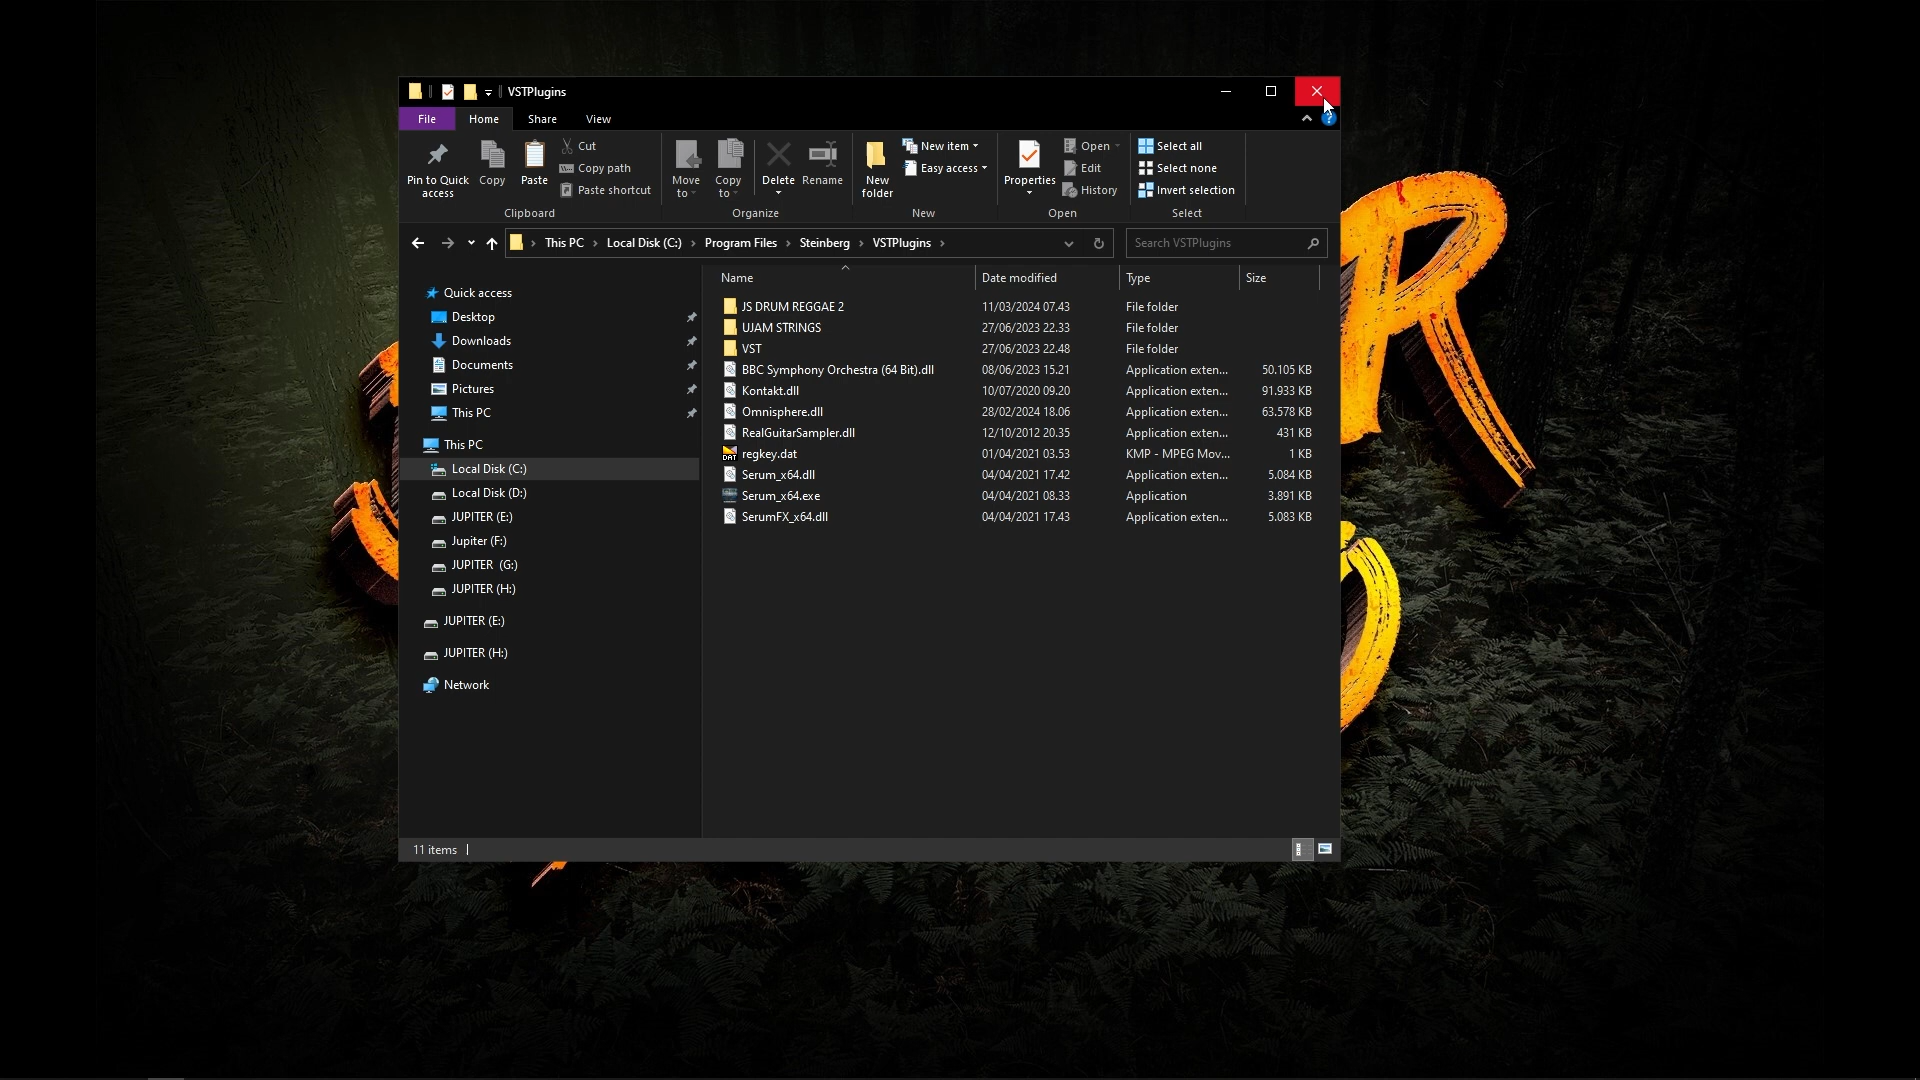 VSTPlugins
File Home Share View
Pin to Quick access
Copy
Paste
Cut
Copy path
Paste shortcut
Clipboard
Move to
Copy to
Delete
Rename
Organize
New folder
New item
Easy access
New
Properties
Open
Edit
History
Open
Select all
Select none
Invert selection
Select
This PC > Local Disk (C:) > Program Files > Steinberg > VSTPlugins >
Search VSTPlugins
Quick access
Desktop
Downloads
Documents
Pictures
This PC
This PC
Local Disk (C:)
Local Disk (D:)
JUPITER (E:)
Jupiter (F:)
JUPITER  (G:)
JUPITER (H:)
JUPITER (E:)
JUPITER (H:)
Network
Name Date modified Type Size
JS DRUM REGGAE 2 11/03/2024 07.43 File folder
UJAM STRINGS 27/06/2023 22.33 File folder
VST 27/06/2023 22.48 File folder
BBC Symphony Orchestra (64 Bit).dll 08/06/2023 15.21 Application exten... 50.105 KB
Kontakt.dll 10/07/2020 09.20 Application exten... 91.933 KB
Omnisphere.dll 28/02/2024 18.06 Application exten... 63.578 KB
RealGuitarSampler.dll 12/10/2012 20.35 Application exten... 431 KB
regkey.dat 01/04/2021 03.53 KMP - MPEG Mov... 1 KB
Serum_x64.dll 04/04/2021 17.42 Application exten... 5.084 KB
Serum_x64.exe 04/04/2021 08.33 Application 3.891 KB
SerumFX_x64.dll 04/04/2021 17.43 Application exten... 5.083 KB
11 items
R